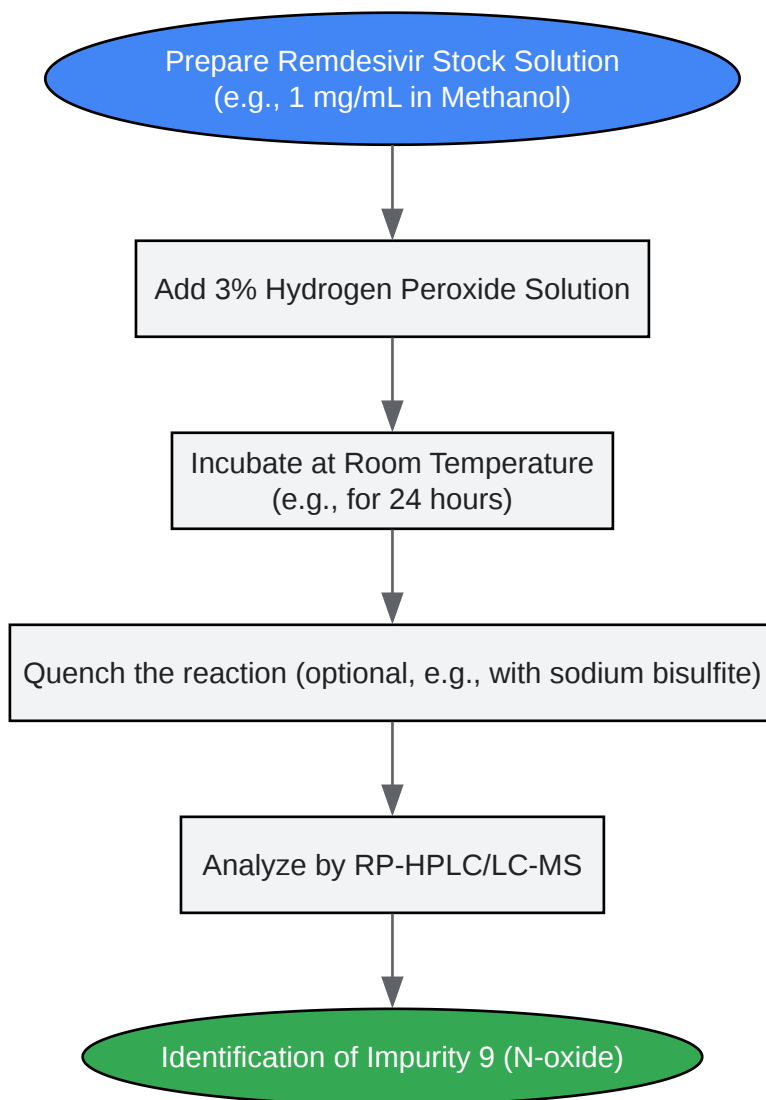 Prepare Remdesivir Stock Solution
(e.g., 1 mg/mL in Methanol)
Add 3% Hydrogen Peroxide Solution
Incubate at Room Temperature
(e.g., for 24 hours)
Quench the reaction (optional, e.g., with sodium bisulfite)
Analyze by RP-HPLC/LC-MS
Identification of Impurity 9 (N-oxide)